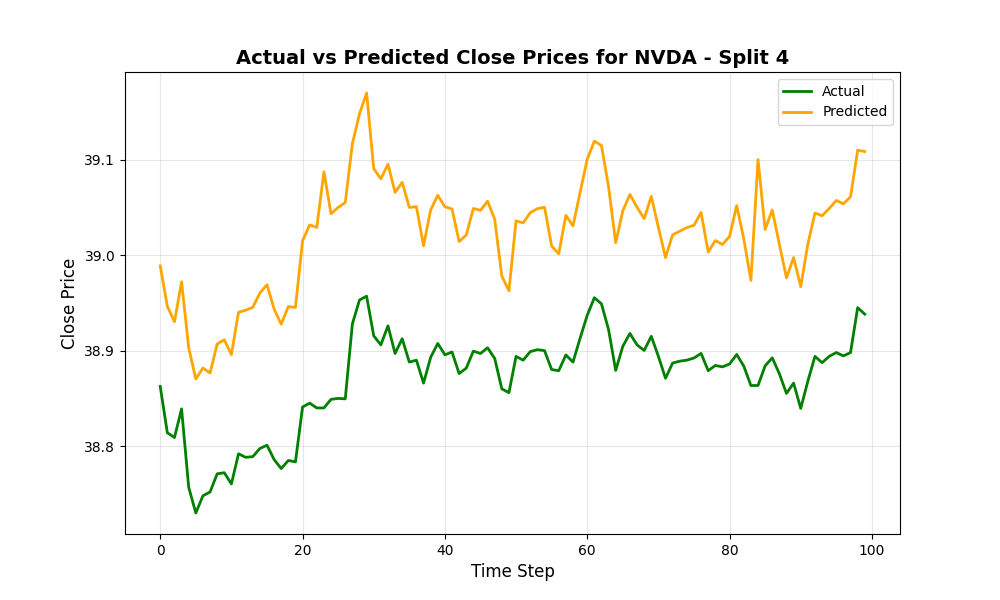 Actual vs Predicted Close Prices for NVDA - Split 4
Actual
Predicted
Close Price
39.1
39.0
38.9
38.8
0 20 40 60 80 100
Time Step